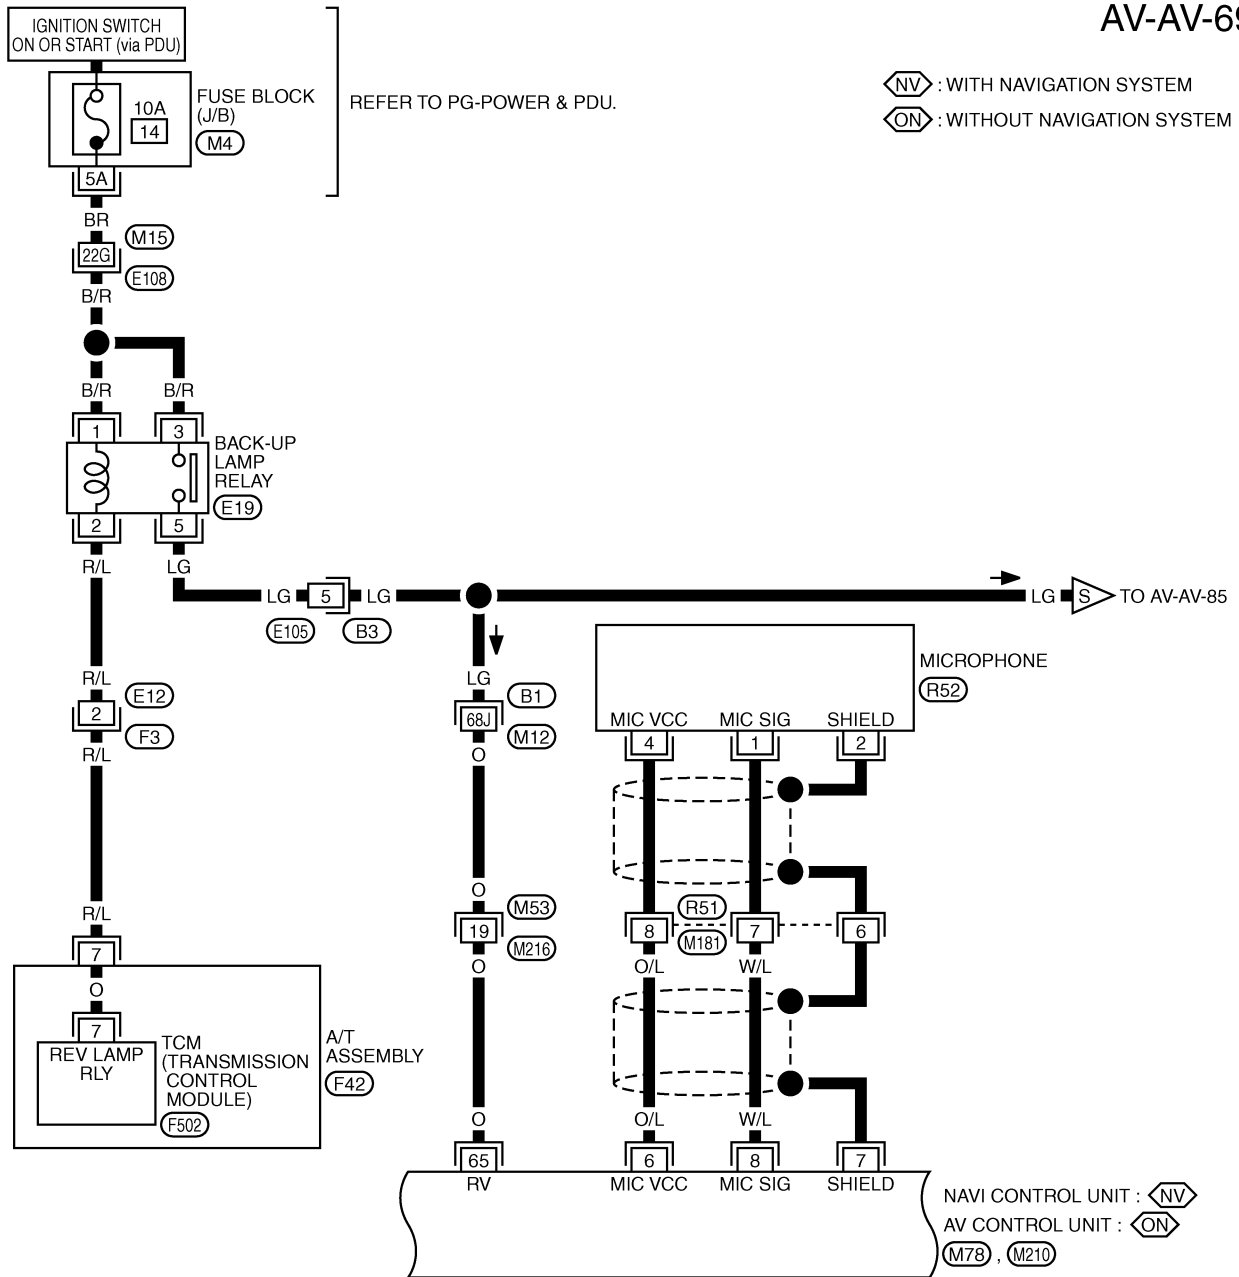 AV-AV-69
IGNITION SWITCH
ON OR START (via PDU)
10A
14
FUSE BLOCK
(J/B)
M4
REFER TO PG-POWER & PDU.
NV : WITH NAVIGATION SYSTEM
ON : WITHOUT NAVIGATION SYSTEM
5A
BR
M15
22G
E108
B/R
B/R
B/R
1
3
BACK-UP
LAMP
RELAY
E19
2
5
R/L
LG
LG
5
LG
E105
B3
LG
S
TO AV-AV-85
R/L
E12
2
F3
R/L
LG
B1
68J
M12
O
MICROPHONE
R52
MIC VCC
MIC SIG
SHIELD
4
1
2
R/L
O
M53
19
M216
O
R51
8
M181
7
6
O/L
W/L
7
O
7
REV LAMP
RLY
TCM
(TRANSMISSION
CONTROL
MODULE)
F502
A/T
ASSEMBLY
F42
O
O/L
W/L
65
6
8
7
RV
MIC VCC
MIC SIG
SHIELD
NAVI CONTROL UNIT : NV
AV CONTROL UNIT : ON
M78 , M210